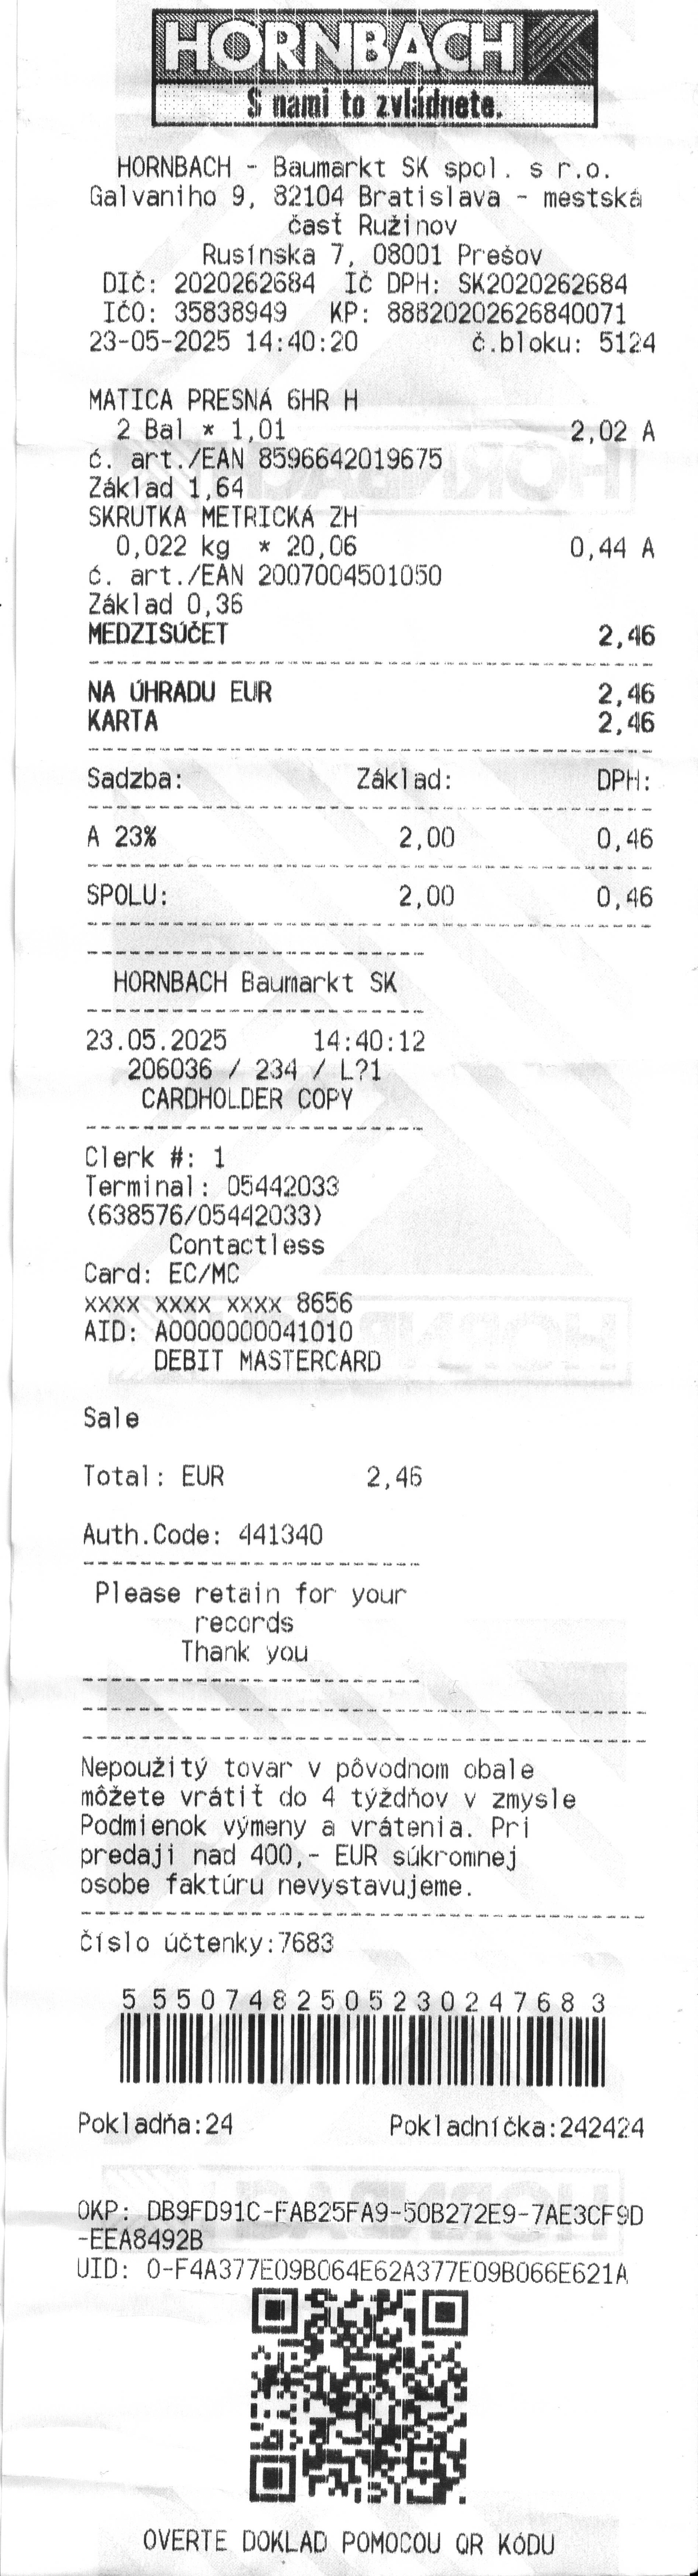 HORNBACH
S nami to zvládnete.
HORNBACH - Baumarkt SK spol. s r.o.
Galvaniho 9, 82104 Bratislava - mestská
časť Ružinov
Rusínska 7, 08001 Prešov
DIČ: 2020262684 IČ DPH: SK2020262684
IČO: 35838949 KP: 88820202626840071
23-05-2025 14:40:20 č.bloku: 5124
MATICA PRESNÁ 6HR H
2 Bal * 1,01 2,02 A
č. art./EAN 8596642019675
Základ 1,64
SKRUTKA METRICKÁ ZH
0,022 kg * 20,06 0,44 A
č. art./EAN 2007004501050
Základ 0,36
MEDZISÚČET 2,46
NA ÚHRADU EUR 2,46
KARTA 2,46
Sadzba: Základ: DPH:
A 23% 2,00 0,46
SPOLU: 2,00 0,46
HORNBACH Baumarkt SK
23.05.2025 14:40:12
206036 / 234 / L?1
CARDHOLDER COPY
Clerk #: 1
Terminal: 05442033
(638576/05442033)
Contactless
Card: EC/MC
xxxx xxxx xxxx 8656
AID: A0000000041010
DEBIT MASTERCARD
Sale
Total: EUR 2,46
Auth.Code: 441340
Please retain for your
records
Thank you
Nepoužitý tovar v pôvodnom obale
môžete vrátiť do 4 týždňov v zmysle
Podmienok výmeny a vrátenia. Pri
predaji nad 400,- EUR súkromnej
osobe faktúru nevystavujeme.
Číslo účtenky:7683
5 5 5 0 7 4 8 2 5 0 5 2 3 0 2 4 7 6 8 3
Pokladňa:24 Pokladníčka:242424
OKP: DB9FD91C-FAB25FA9-50B272E9-7AE3CF9D
-EEA8492B
UID: O-F4A377E09B064E62A377E09B066E621A
OVERTE DOKLAD POMOCOU QR KÓDU